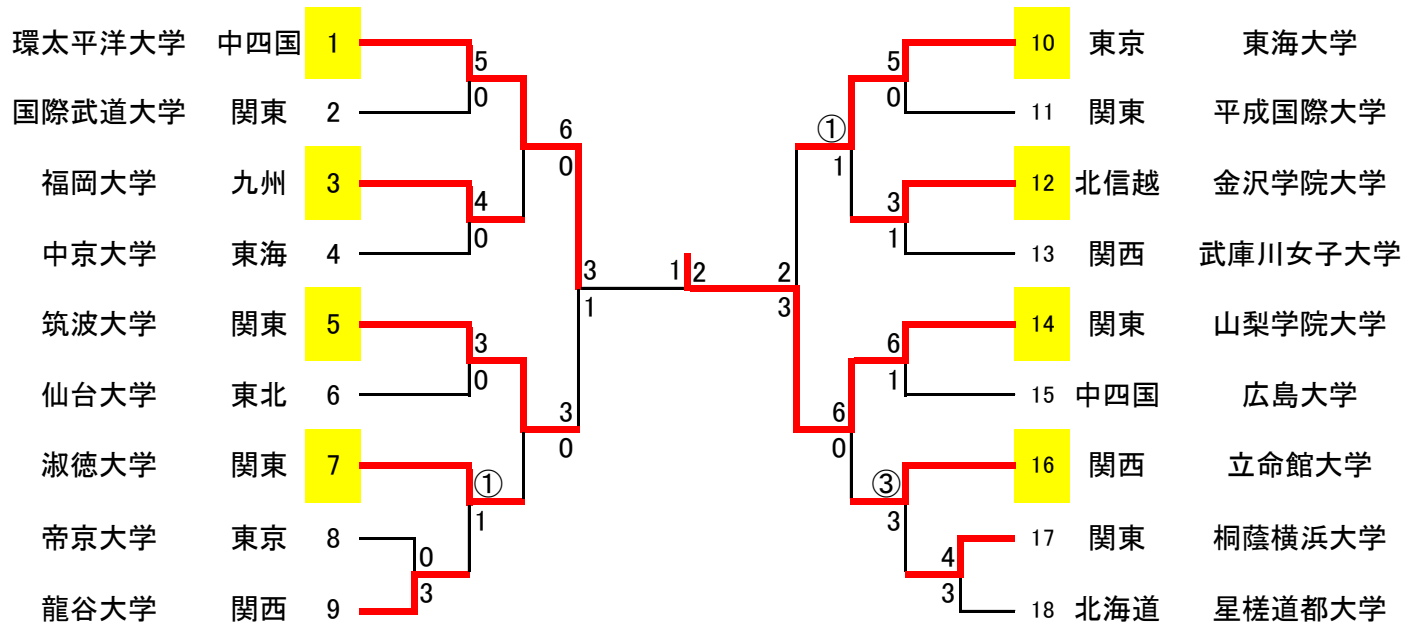 環太平洋大学 中四国 1 10 東京 東海大学
5 5
0 0
国際武道大学 関東 2 11 関東 平成国際大学
6 ①
0 1
福岡大学 九州 3 12 北信越 金沢学院大学
4 3
0 1
中京大学 東海 4 13 関西 武庫川女子大学
3 1 2 2
1 3
筑波大学 関東 5 14 関東 山梨学院大学
3 6
0 1
仙台大学 東北 6 15 中四国 広島大学
3 6
0 0
淑徳大学 関東 7 16 関西 立命館大学
① ③
1 3
帝京大学 東京 8 17 関東 桐蔭横浜大学
0 4
3 3
龍谷大学 関西 9 18 北海道 星槎道都大学